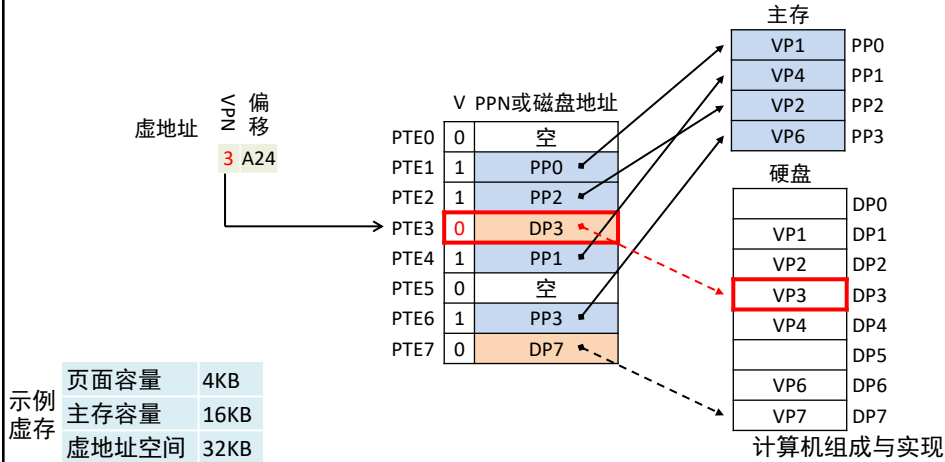 主存
VP1 PP0
VP4 PP1
VP2 PP2
VP6 PP3
虚地址 VPN 偏移
3 A24
V PPN或磁盘地址
PTE0 0 空
PTE1 1 PP0
PTE2 1 PP2
PTE3 0 DP3
PTE4 1 PP1
PTE5 0 空
PTE6 1 PP3
PTE7 0 DP7
硬盘
DP0
VP1 DP1
VP2 DP2
VP3 DP3
VP4 DP4
DP5
VP6 DP6
VP7 DP7
示例虚存
页面容量 4KB
主存容量 16KB
虚地址空间 32KB
计算机组成与实现